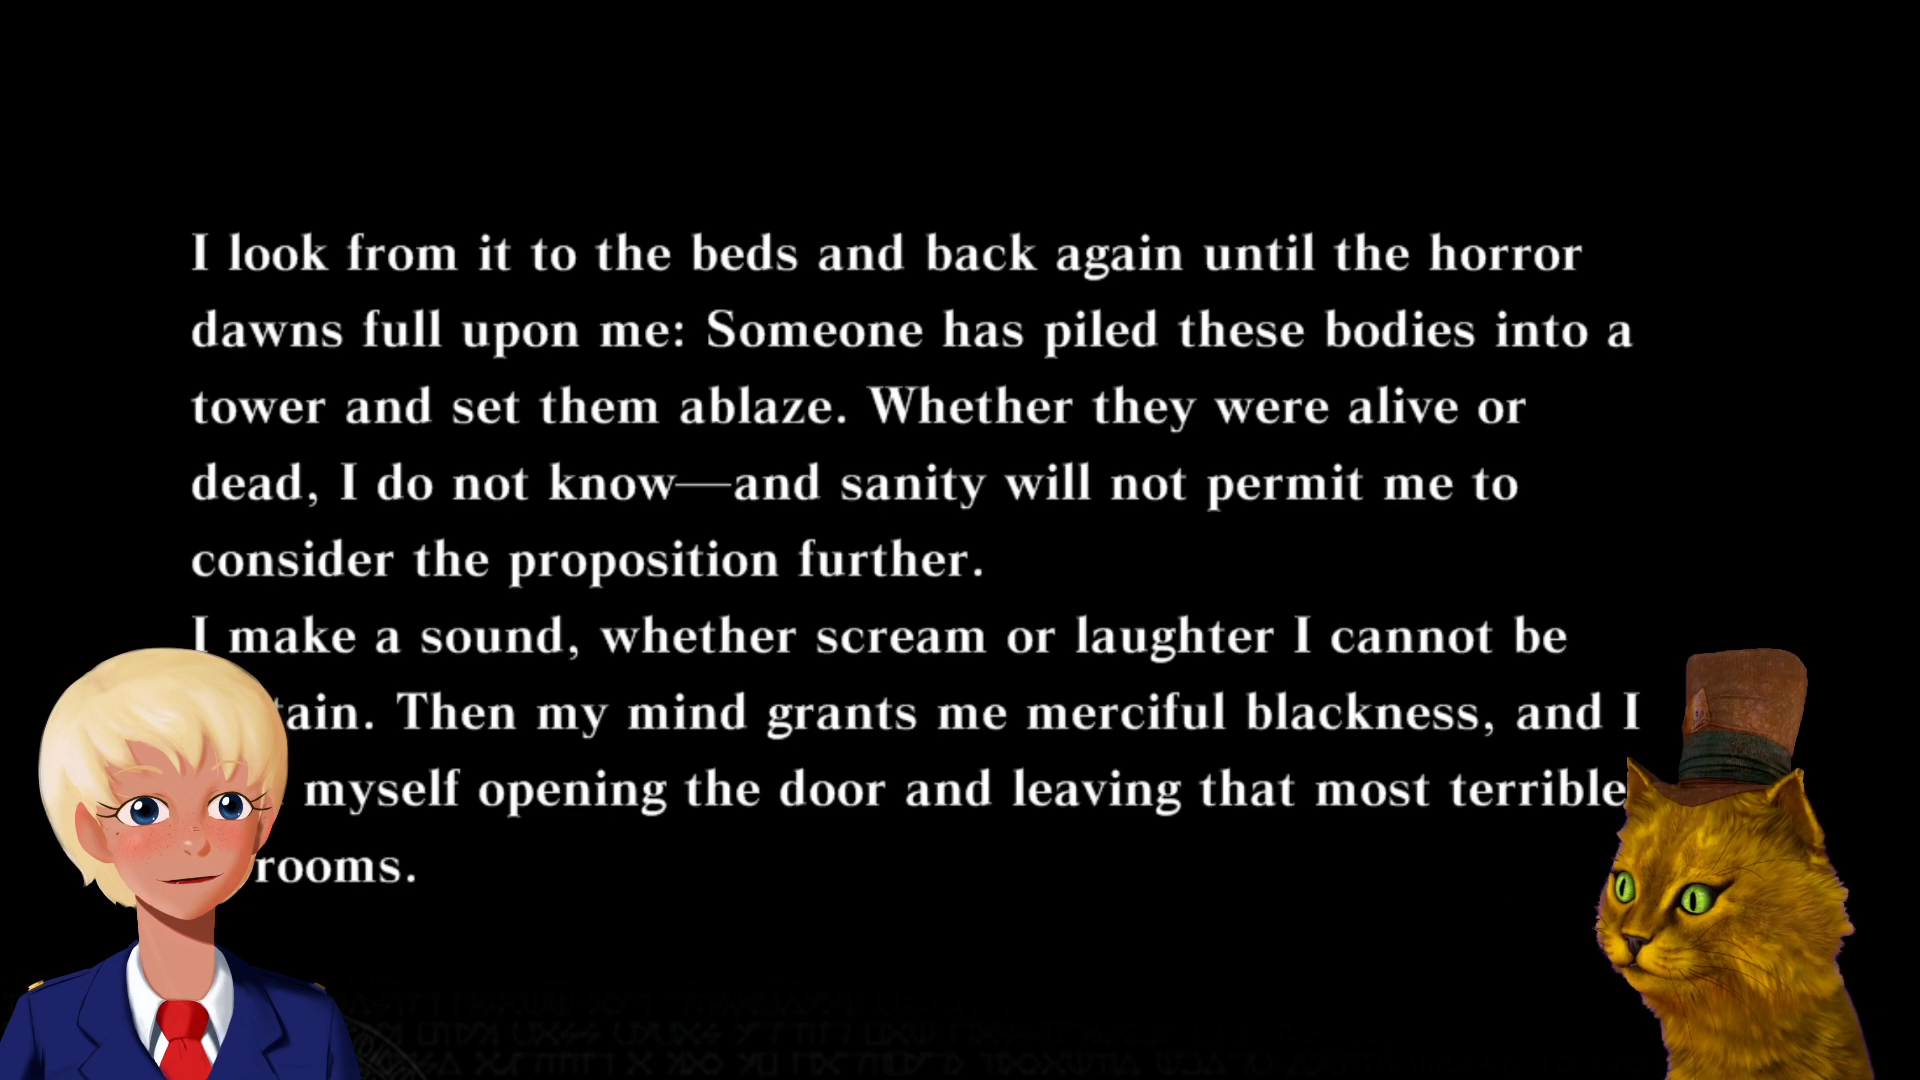 I look from it to the beds and back again until the horror
dawns full upon me: Someone has piled these bodies into a
tower and set them ablaze. Whether they were alive or
dead, I do not know—and sanity will not permit me to
consider the proposition further.
I make a sound, whether scream or laughter I cannot be
tain. Then my mind grants me merciful blackness, and I
myself opening the door and leaving that most terrible
rooms.